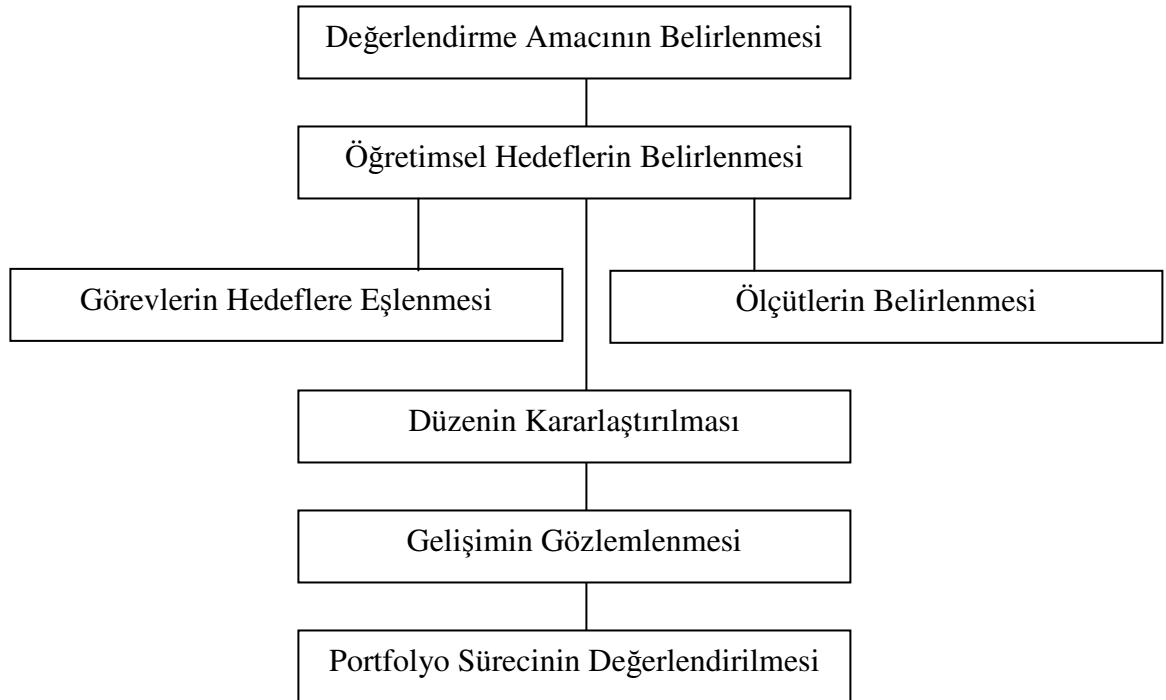 Değerlendirme Amacının Belirlenmesi
Öğretimsel Hedeflerin Belirlenmesi
Görevlerin Hedeflere Eşlenmesi
Ölçütlerin Belirlenmesi
Düzenin Kararlaştırılması
Gelişimin Gözlemlenmesi
Portfolyo Sürecinin Değerlendirilmesi